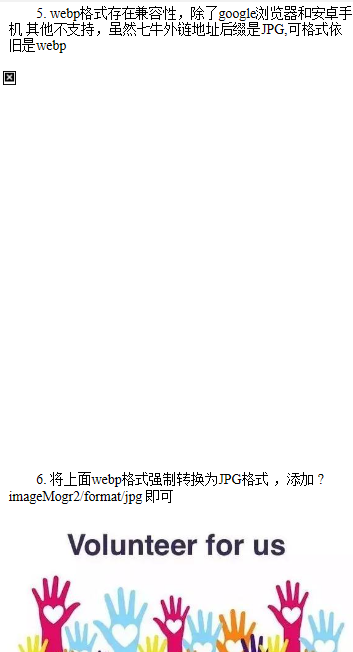 5. webp格式存在兼容性，除了google浏览器和安卓手
机 其他不支持，虽然七牛外链地址后缀是JPG,可格式依
旧是webp
6. 将上面webp格式强制转换为JPG格式 ，添加 ?
imageMogr2/format/jpg 即可
Volunteer for us